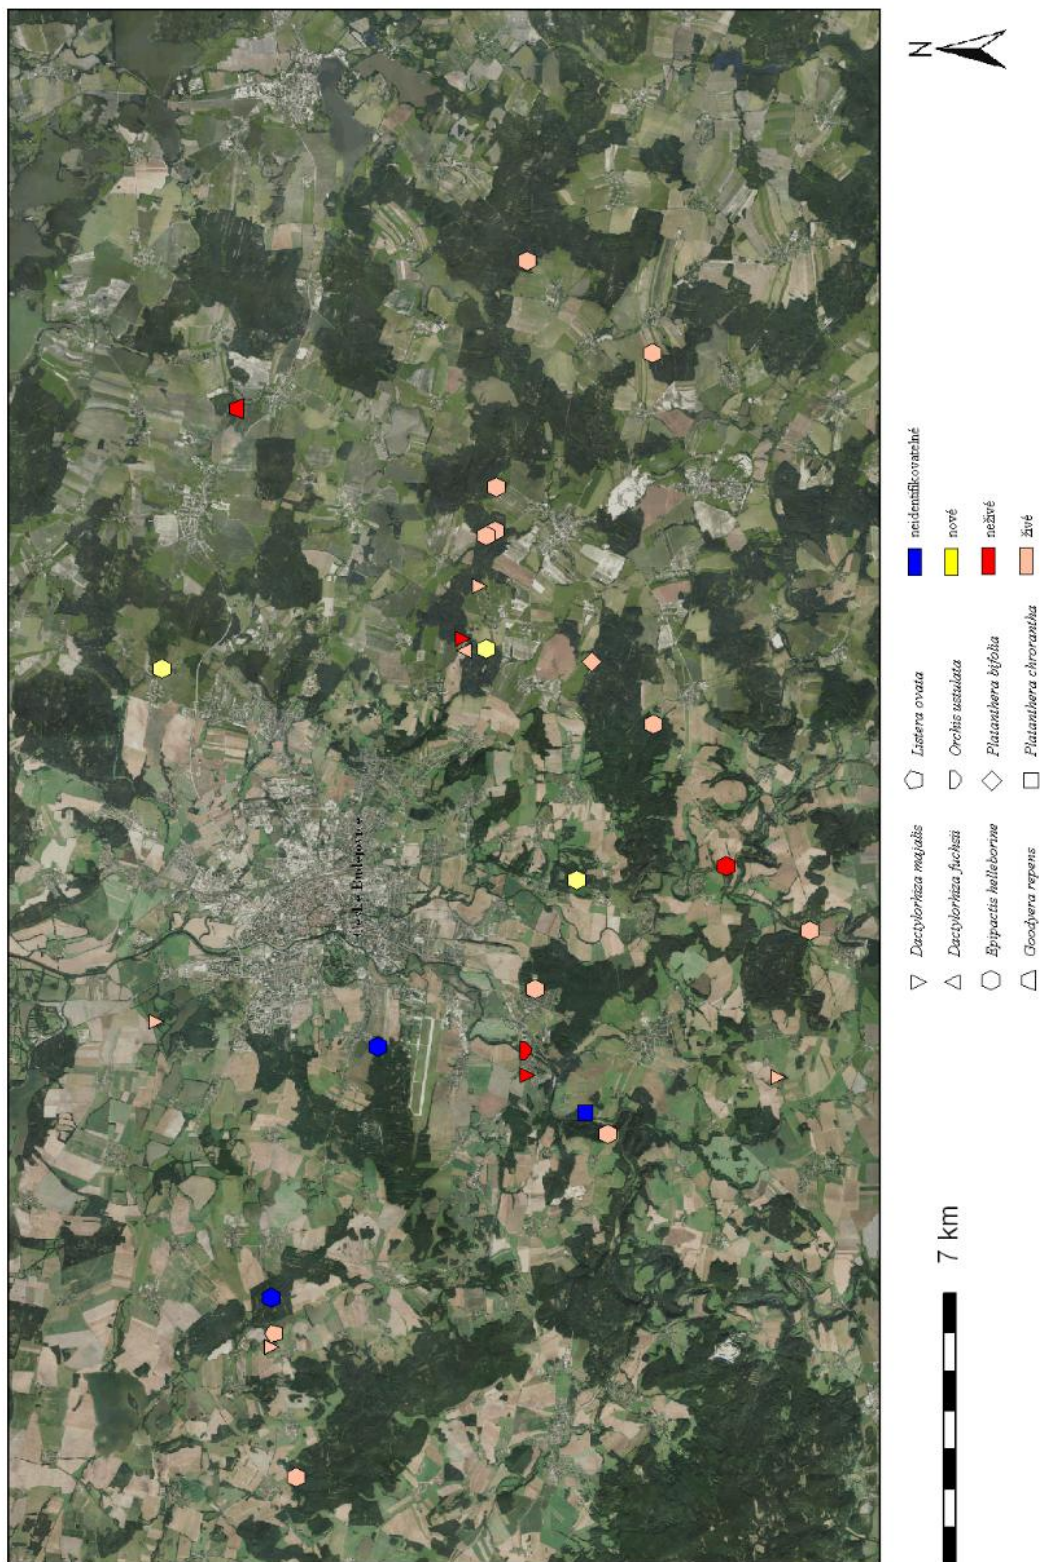 N
neidentifikovatelné
nové
neživé
živé
Listera ovata
Orchis ustulata
Platanthera bifolia
Platanthera chrorantha
Dactylorhiza majalis
Dactylorhiza fuchsii
Epipactis helleborine
Goodyera repens
7 km